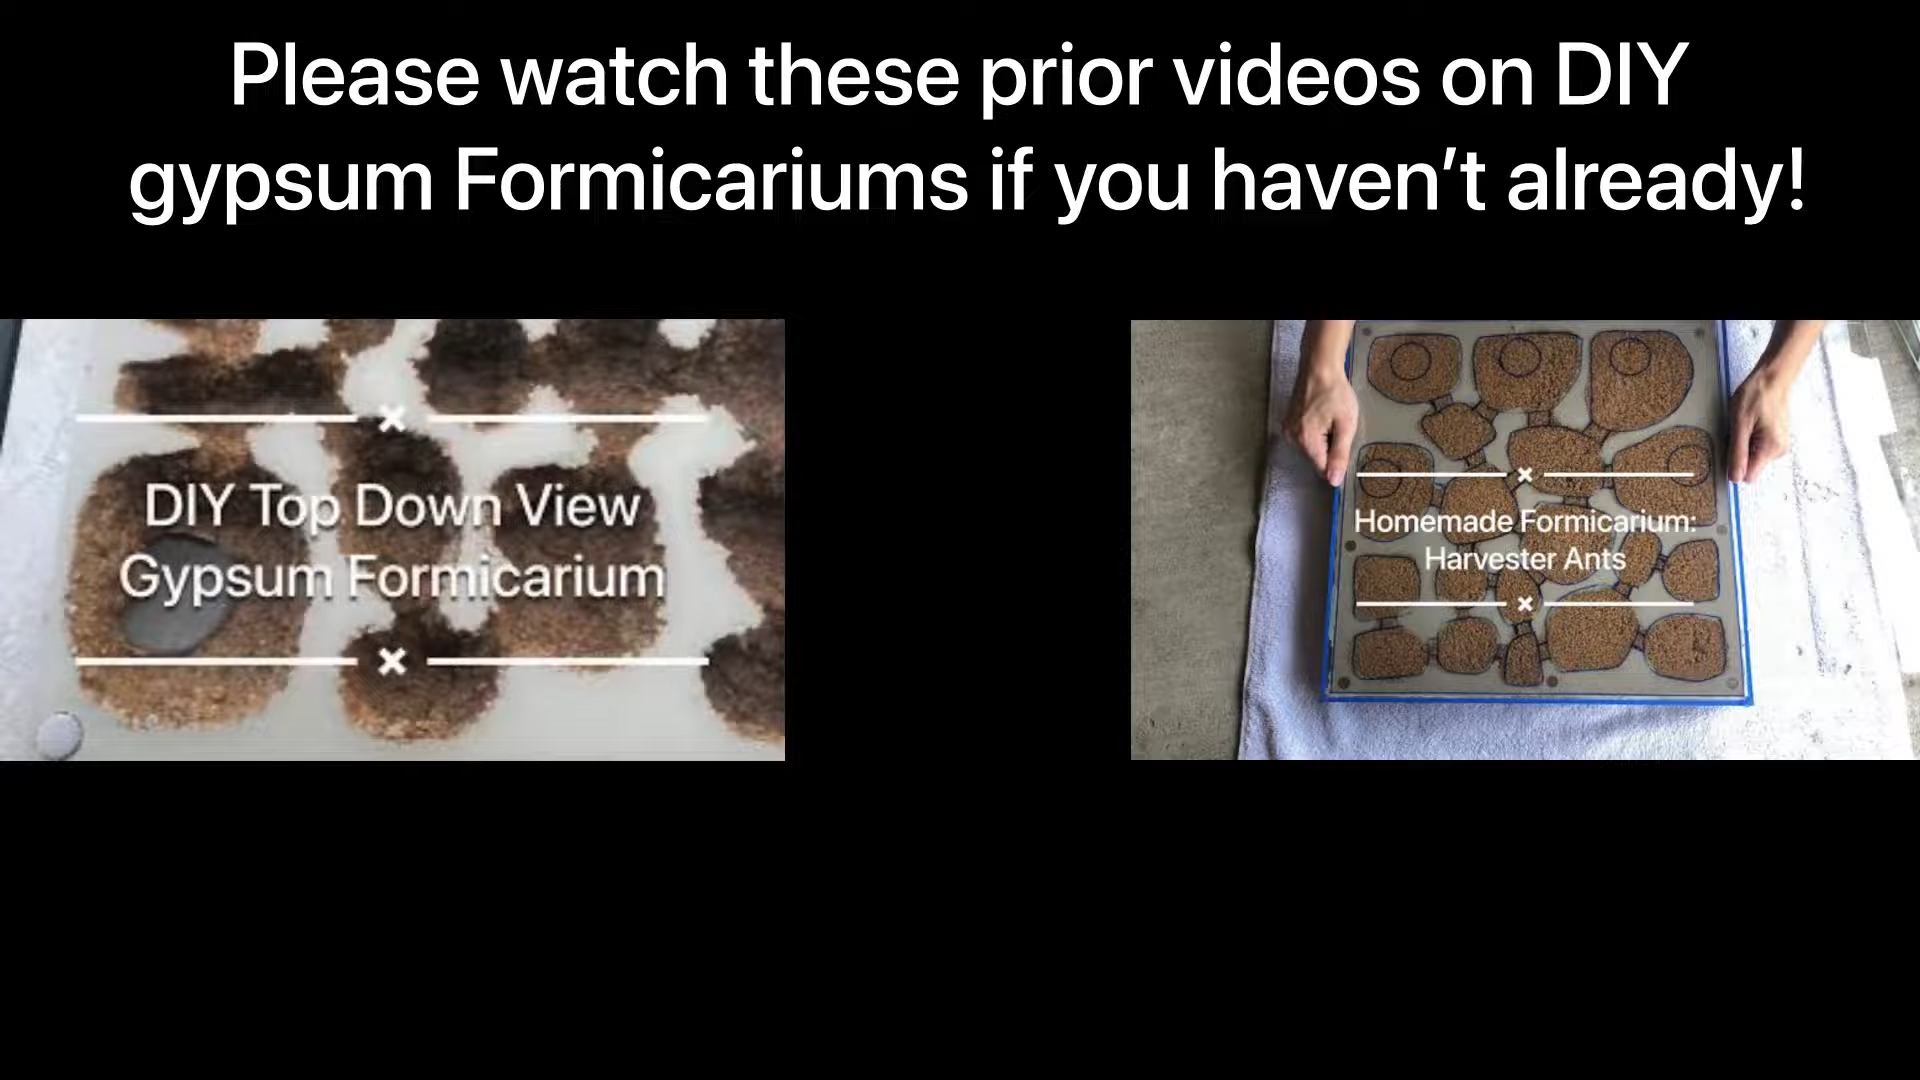 Please watch these prior videos on DIY
gypsum Formicariums if you haven’t already!
DIY Top Down View
Gypsum Formicarium
Homemade Formicarium:
Harvester Ants